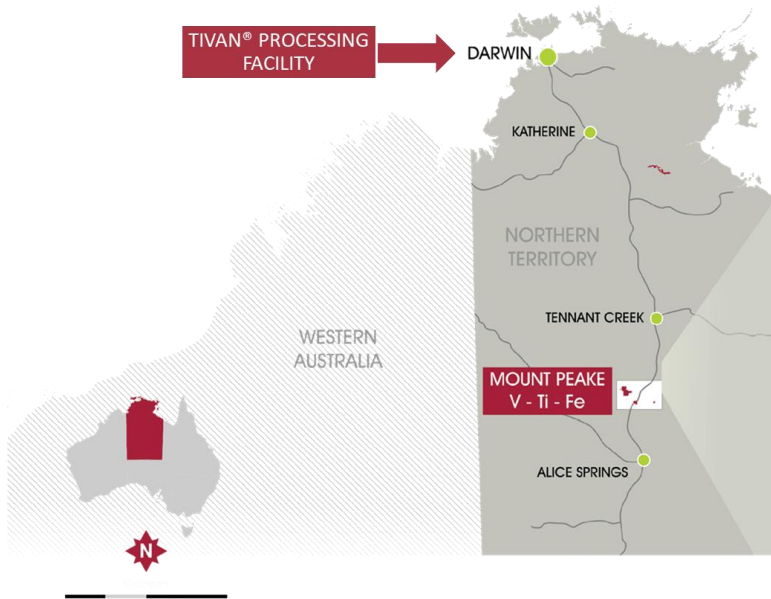 TIVAN® PROCESSING
FACILITY
DARWIN
KATHERINE
NORTHERN
TERRITORY
TENNANT CREEK
WESTERN
AUSTRALIA
MOUNT PEAKE
V - Ti - Fe
ALICE SPRINGS
N